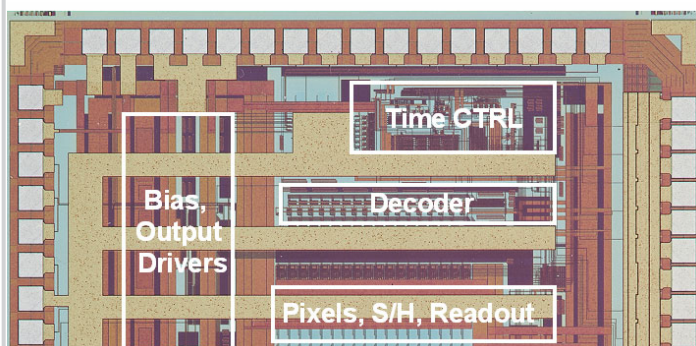 Time CTRL
Decoder
Bias,
Output
Drivers
Pixels, S/H, Readout